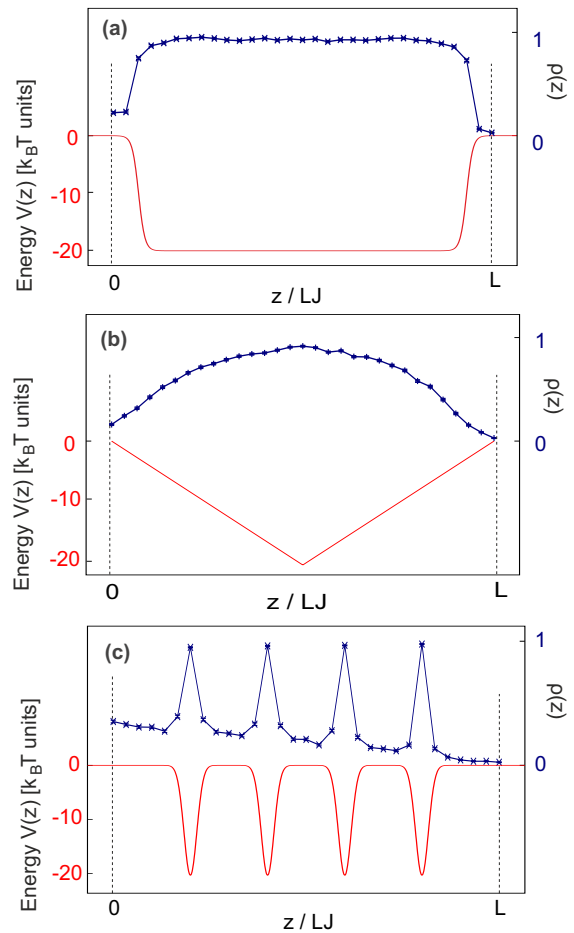 (a)
Energy V(z) [k_BT units]
0
-10
-20
1
0
ρ(z)
0
z / LJ
L
(b)
Energy V(z) [k_BT units]
0
-10
-20
1
0
ρ(z)
0
z / LJ
L
(c)
Energy V(z) [k_BT units]
0
-10
-20
1
0
ρ(z)
0
z / LJ
L